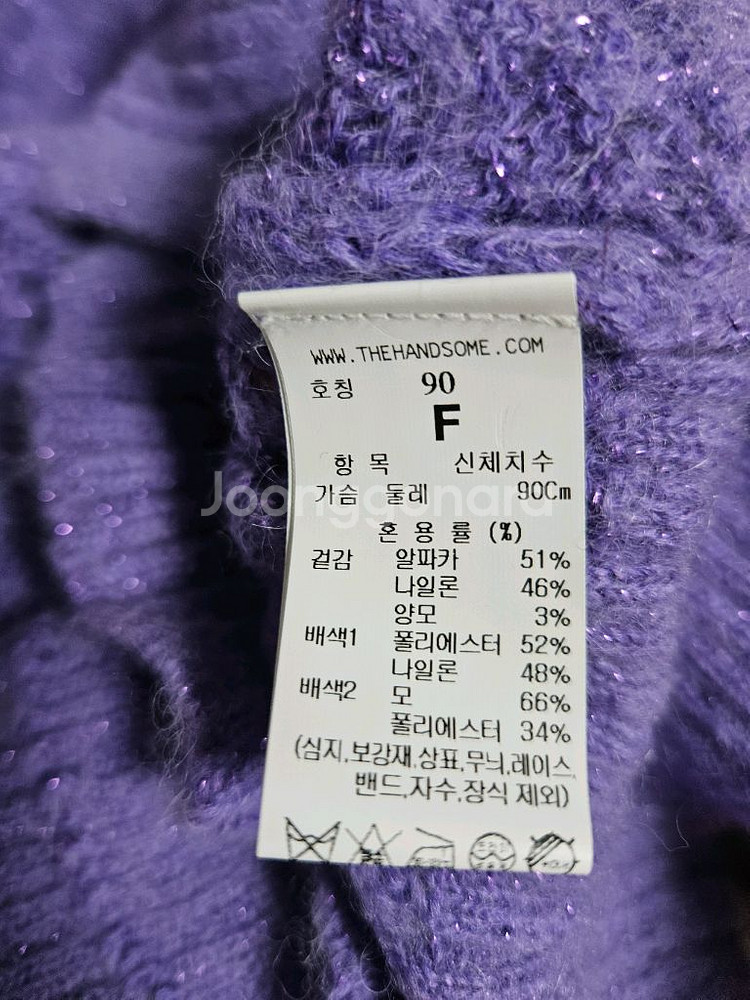 WWW.THEHANDSOME.COM
호칭 90
F
항 목 신체치수
가슴 둘레 90Cm
Joonggonara
혼 용 률 (%)
겉감 알파카 51%
나일론 46%
양모 3%
배색1 폴리에스터 52%
나일론 48%
배색2 모 66%
폴리에스터 34%
(심지,보강재,상표,무늬,레이스,
밴드,자수,장식 제외)